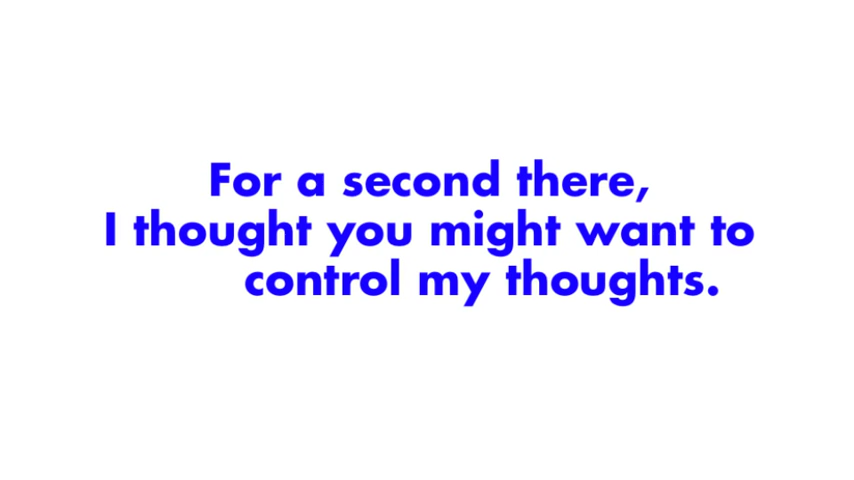 For a second there,
I thought you might want to
control my thoughts.